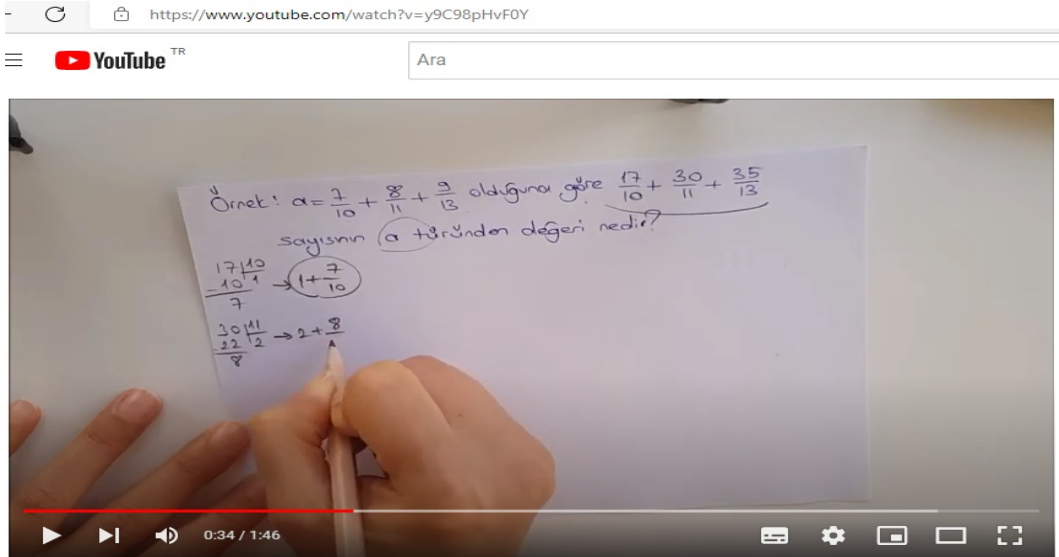 https://www.youtube.com/watch?v=y9C98pHvF0Y
YouTube TR
Ara
Örnek: a = 7/10 + 8/11 + 9/13 olduğuna göre 17/10 + 30/11 + 35/13
sayısının a türünden değeri nedir?
17 | 10
-10 | 1 → 1 + 7/10
7
30 | 11
-22 | 2 → 2 + 8/
8
0:34 / 1:46